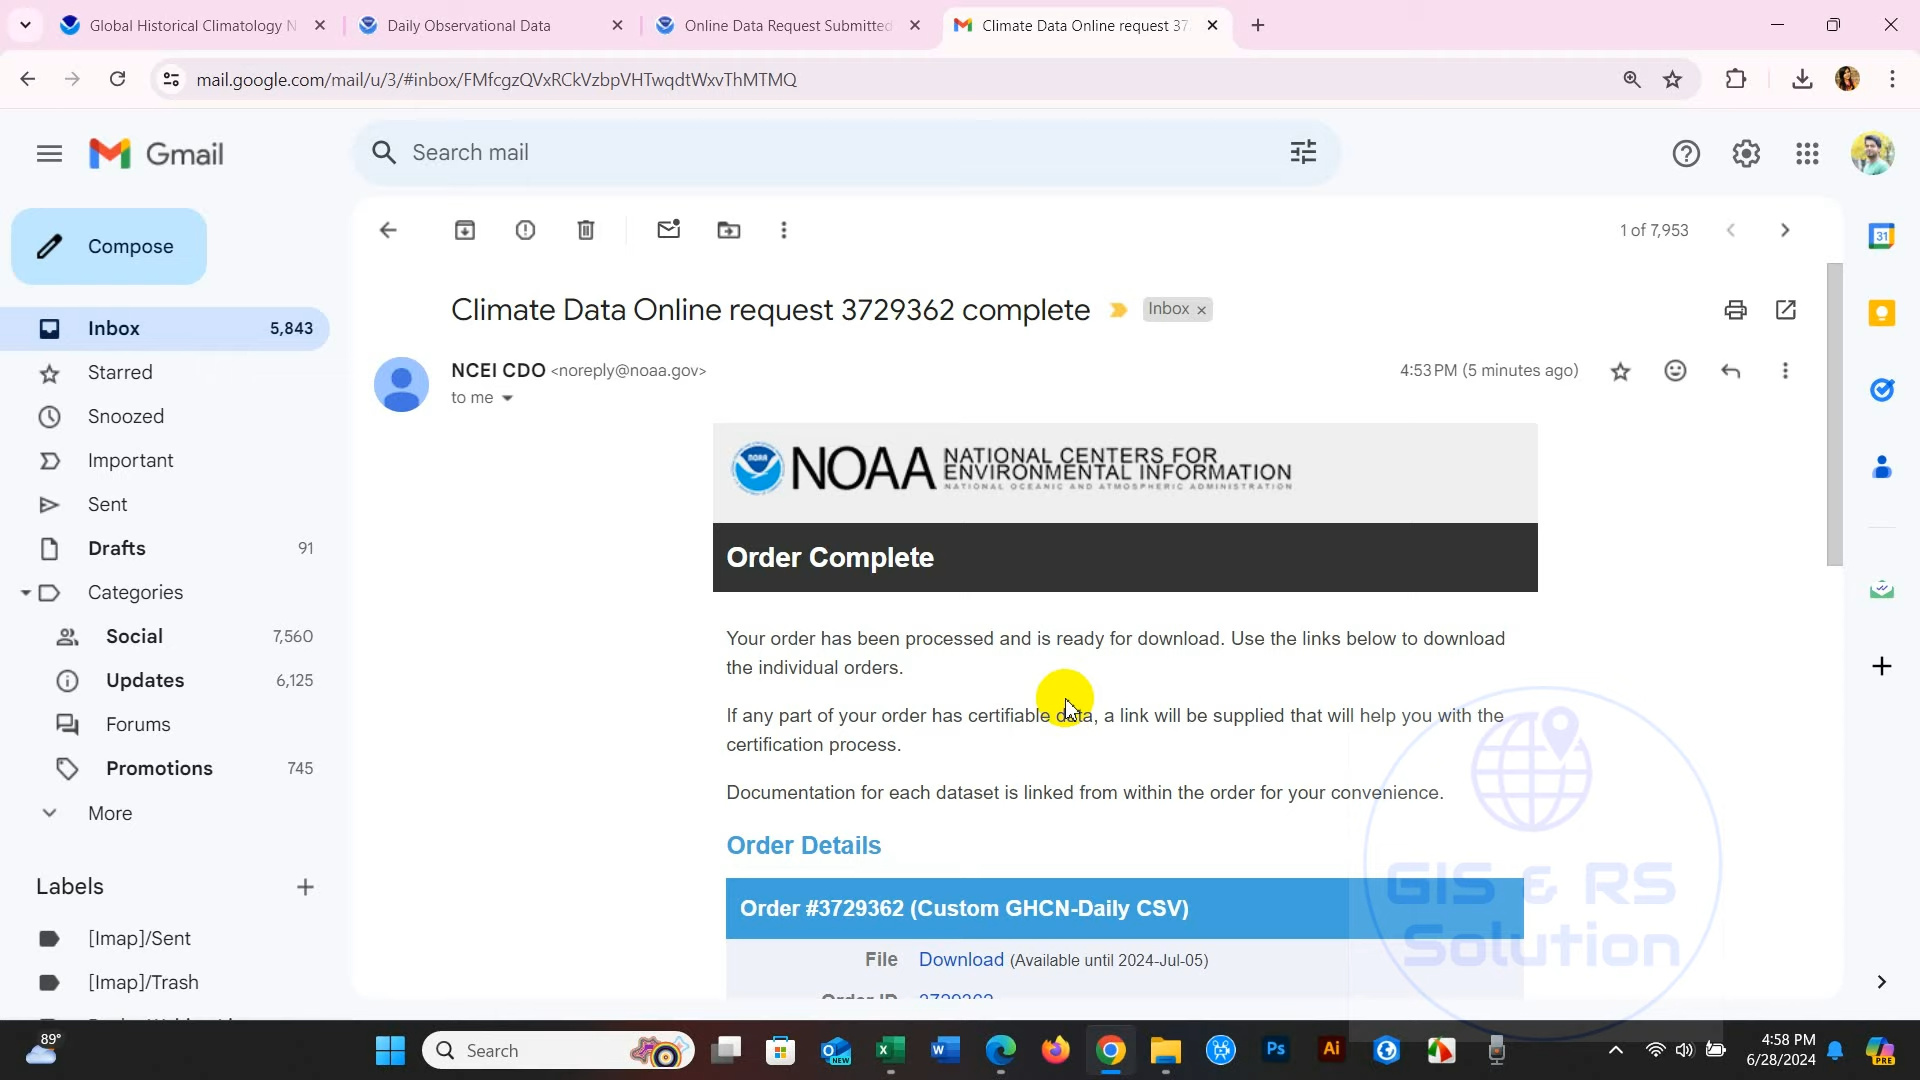 Global Historical Climatology N
Daily Observational Data
Online Data Request Submitted
Climate Data Online request 37
mail.google.com/mail/u/3/#inbox/FMfcgzQVxRCkVzbpVHTwqdtWxvThMTMQ
Gmail
Search mail
Compose
1 of 7,953
Climate Data Online request 3729362 complete
Inbox ×
Inbox 5,843
Starred
Snoozed
Important
Sent
Drafts 91
Categories
Social 7,560
Updates 6,125
Forums
Promotions 745
More
Labels
[Imap]/Sent
[Imap]/Trash
NCEI CDO <noreply@noaa.gov>
4:53 PM (5 minutes ago)
to me
NOAA NATIONAL CENTERS FOR
ENVIRONMENTAL INFORMATION
NATIONAL OCEANIC AND ATMOSPHERIC ADMINISTRATION
Order Complete
Your order has been processed and is ready for download. Use the links below to download
the individual orders.
If any part of your order has certifiable data, a link will be supplied that will help you with the
certification process.
Documentation for each dataset is linked from within the order for your convenience.
Order Details
Order #3729362 (Custom GHCN-Daily CSV)
File Download (Available until 2024-Jul-05)
Order ID 3729362
31
GIS & RS
Solution
89°
Search
NEW
Ps
Ai
4:58 PM
6/28/2024
PRE